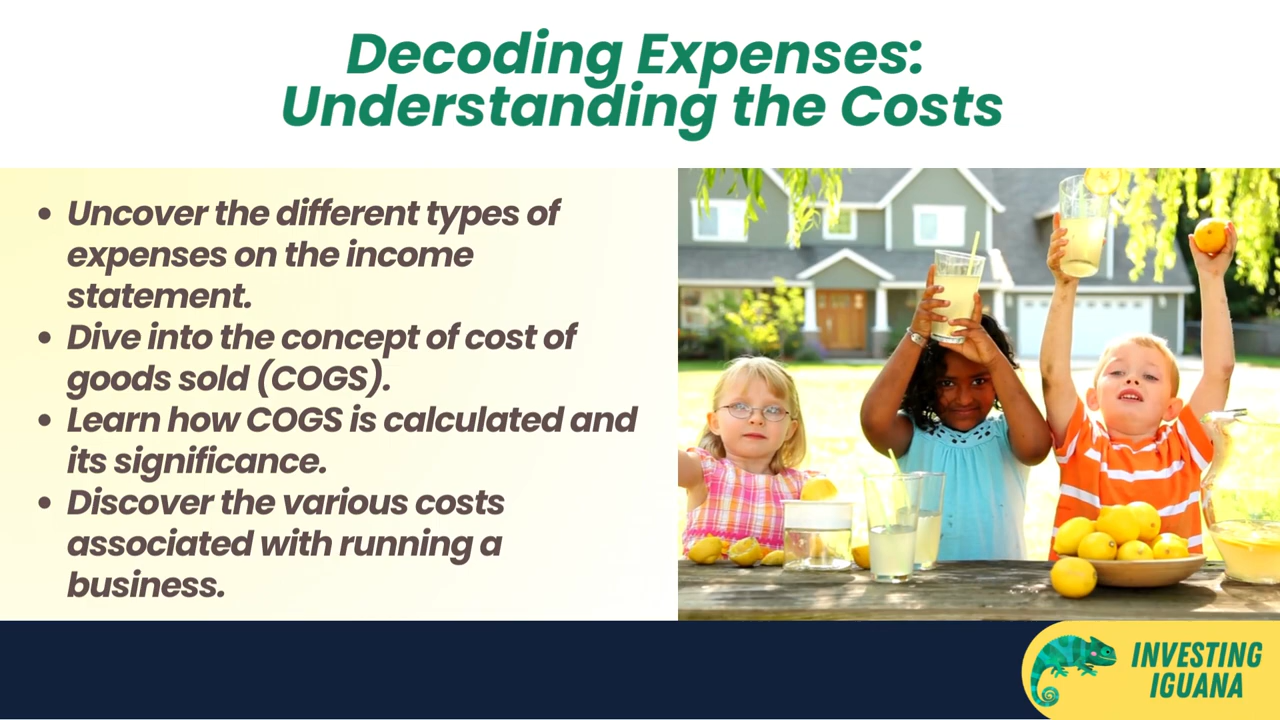 Decoding Expenses:
Understanding the Costs
• Uncover the different types of
expenses on the income
statement.
• Dive into the concept of cost of
goods sold (COGS).
• Learn how COGS is calculated and
its significance.
• Discover the various costs
associated with running a
business.
INVESTING
IGUANA